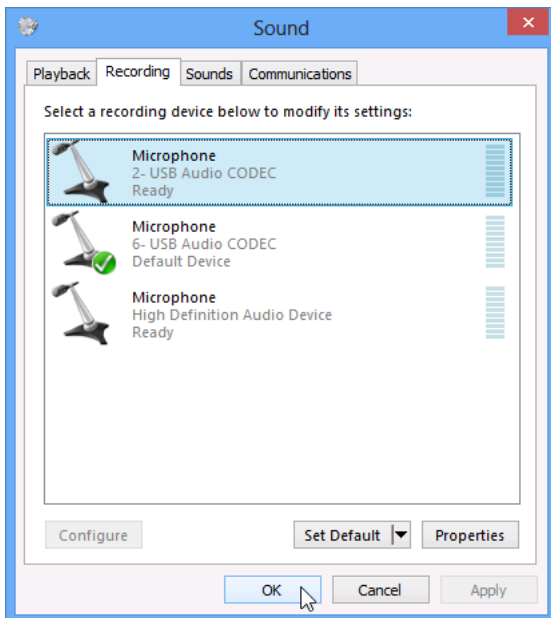 Sound
Playback Recording Sounds Communications
Select a recording device below to modify its settings:
Microphone
2- USB Audio CODEC
Ready
Microphone
6- USB Audio CODEC
Default Device
Microphone
High Definition Audio Device
Ready
Configure Set Default Properties
OK Cancel Apply